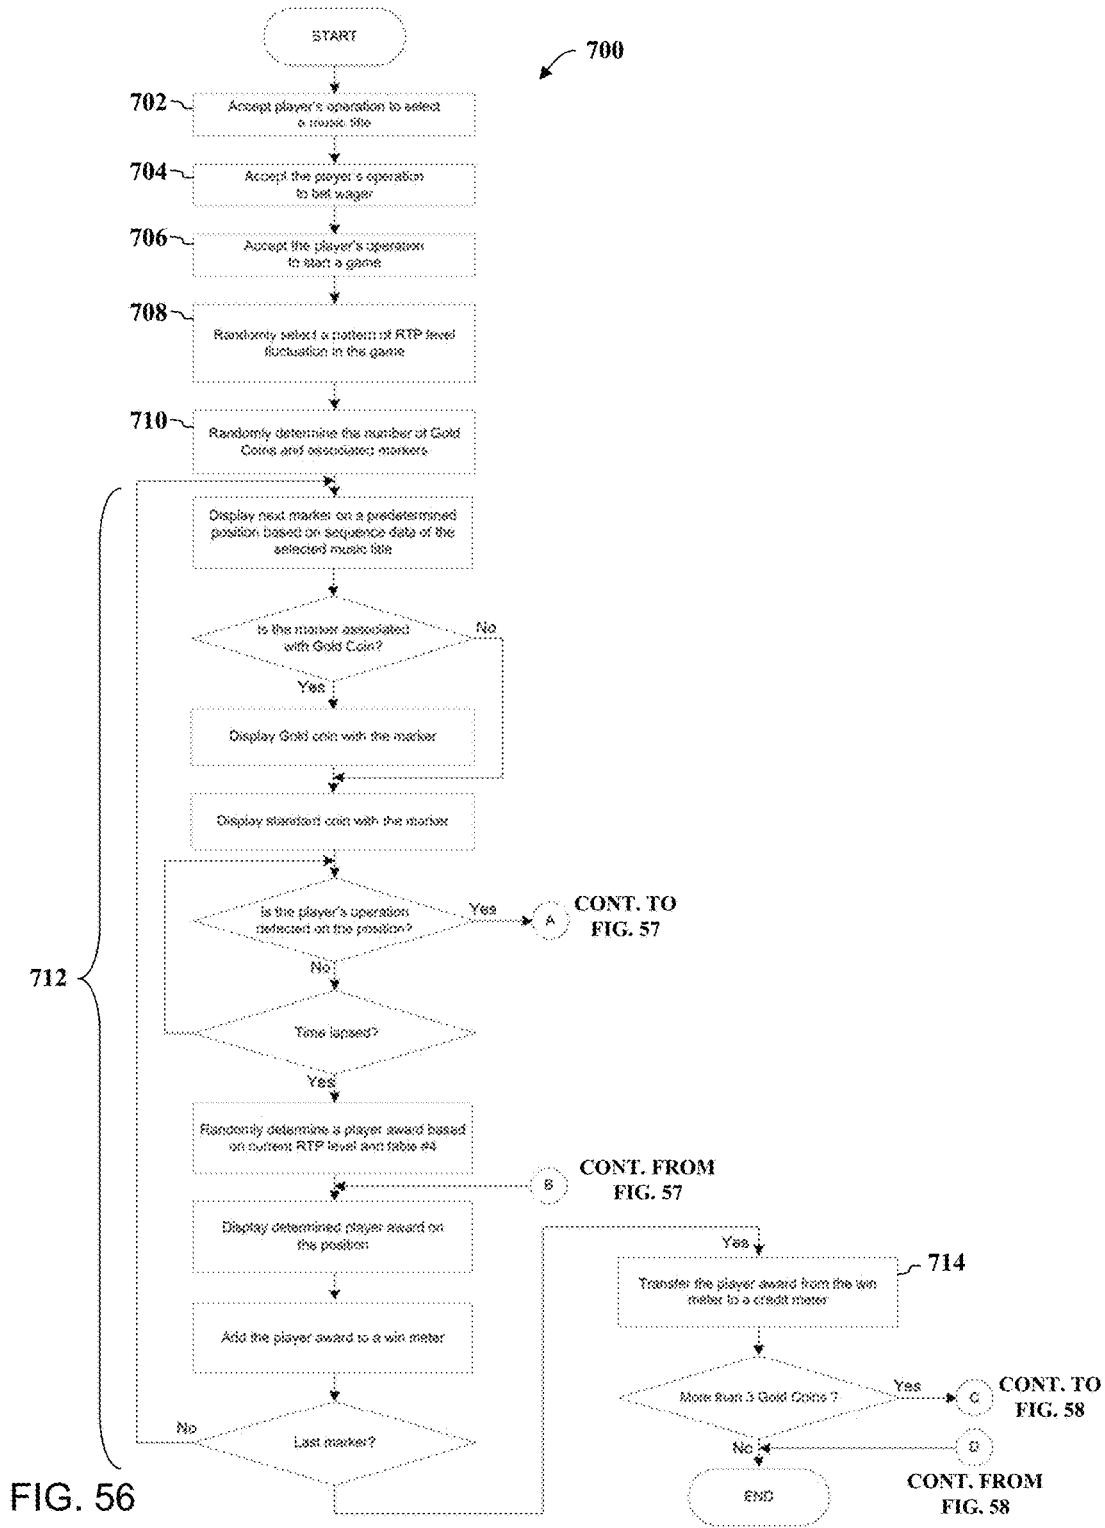 START
700
702
Accept player's operation to select
a music title
704
Accept the player's operation
to bet wager
706
Accept the player's operation
to start a game
708
Randomly select a pattern of RTP level
fluctuation in the game
710
Randomly determine the number of Gold
Coins and associated markers
Display next marker on a predetermined
position based on sequence data of the
selected music title
Is the marker associated
with Gold Coin?
No
Yes
Display Gold coin with the marker
Display standard coin with the marker
Is the player's operation
detected on the position?
Yes
A
CONT. TO
FIG. 57
No
712
Time lapsed?
Yes
Randomly determine a player award based
on current RTP level and table #4
B
CONT. FROM
FIG. 57
Display determined player award on
the position
Add the player award to a win meter
Last marker?
No
Yes
714
Transfer the player award from the win
meter to a credit meter
More than 3 Gold Coins ?
Yes
C
CONT. TO
FIG. 58
No
D
CONT. FROM
FIG. 58
END
FIG. 56